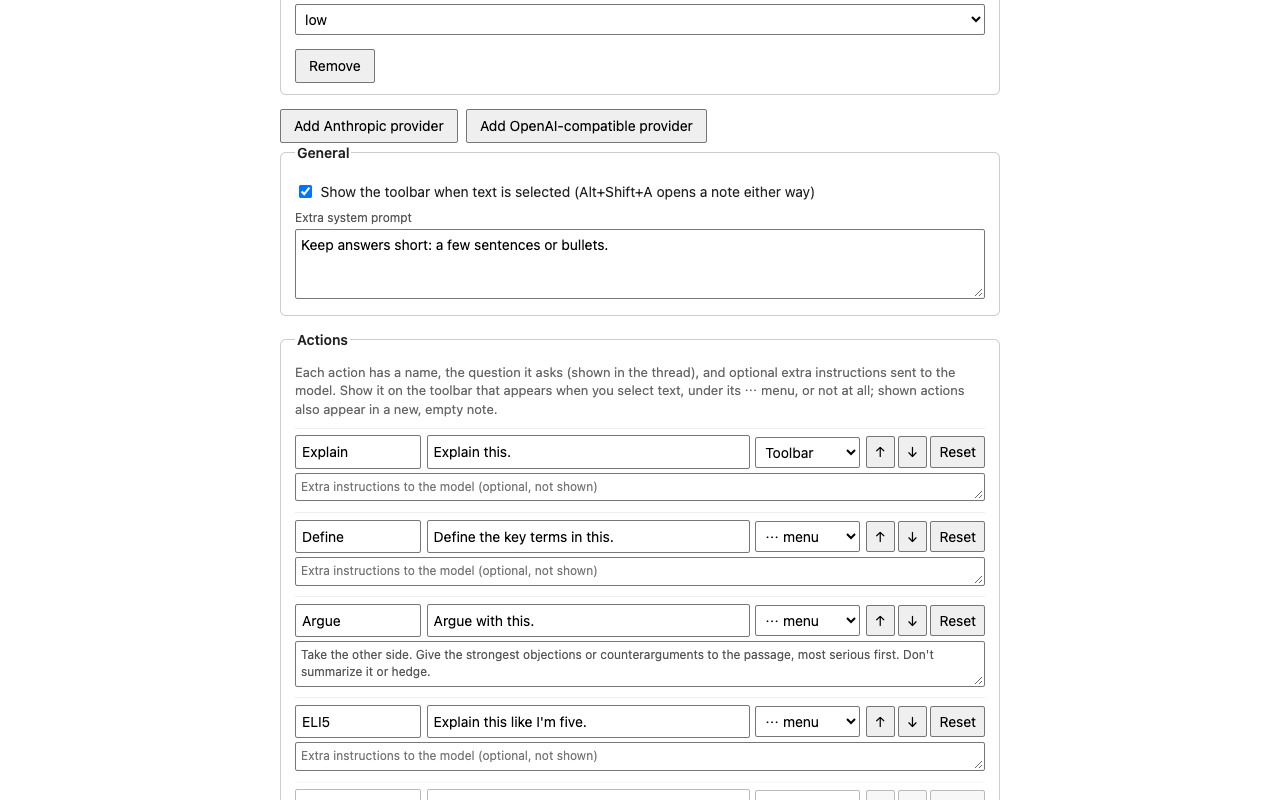 low
Remove
Add Anthropic provider Add OpenAI-compatible provider
General
Show the toolbar when text is selected (Alt+Shift+A opens a note either way)
Extra system prompt
Keep answers short: a few sentences or bullets.
Actions
Each action has a name, the question it asks (shown in the thread), and optional extra instructions sent to the
model. Show it on the toolbar that appears when you select text, under its ··· menu, or not at all; shown actions
also appear in a new, empty note.
Explain Explain this. Toolbar ↑ ↓ Reset
Extra instructions to the model (optional, not shown)
Define Define the key terms in this. ··· menu ↑ ↓ Reset
Extra instructions to the model (optional, not shown)
Argue Argue with this. ··· menu ↑ ↓ Reset
Take the other side. Give the strongest objections or counterarguments to the passage, most serious first. Don't
summarize it or hedge.
ELI5 Explain this like I'm five. ··· menu ↑ ↓ Reset
Extra instructions to the model (optional, not shown)